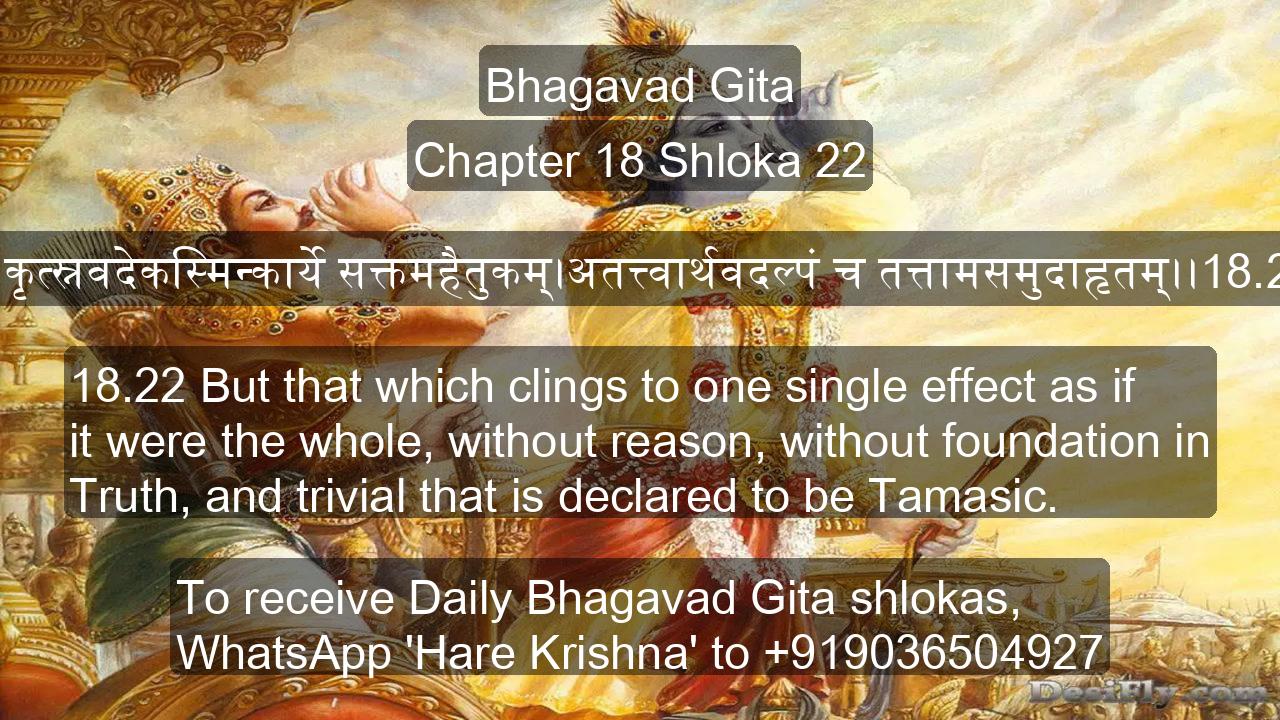 Bhagavad Gita
Chapter 18 Shloka 22
कृत्स्नवदेकस्मिन्कार्ये सक्तमहैतुकम्।अतत्त्वार्थवदल्पं च तत्तामसमुदाहृतम्।।18.2
18.22 But that which clings to one single effect as if
it were the whole, without reason, without foundation in
Truth, and trivial that is declared to be Tamasic.
To receive Daily Bhagavad Gita shlokas,
WhatsApp 'Hare Krishna' to +919036504927
DesiFly.com